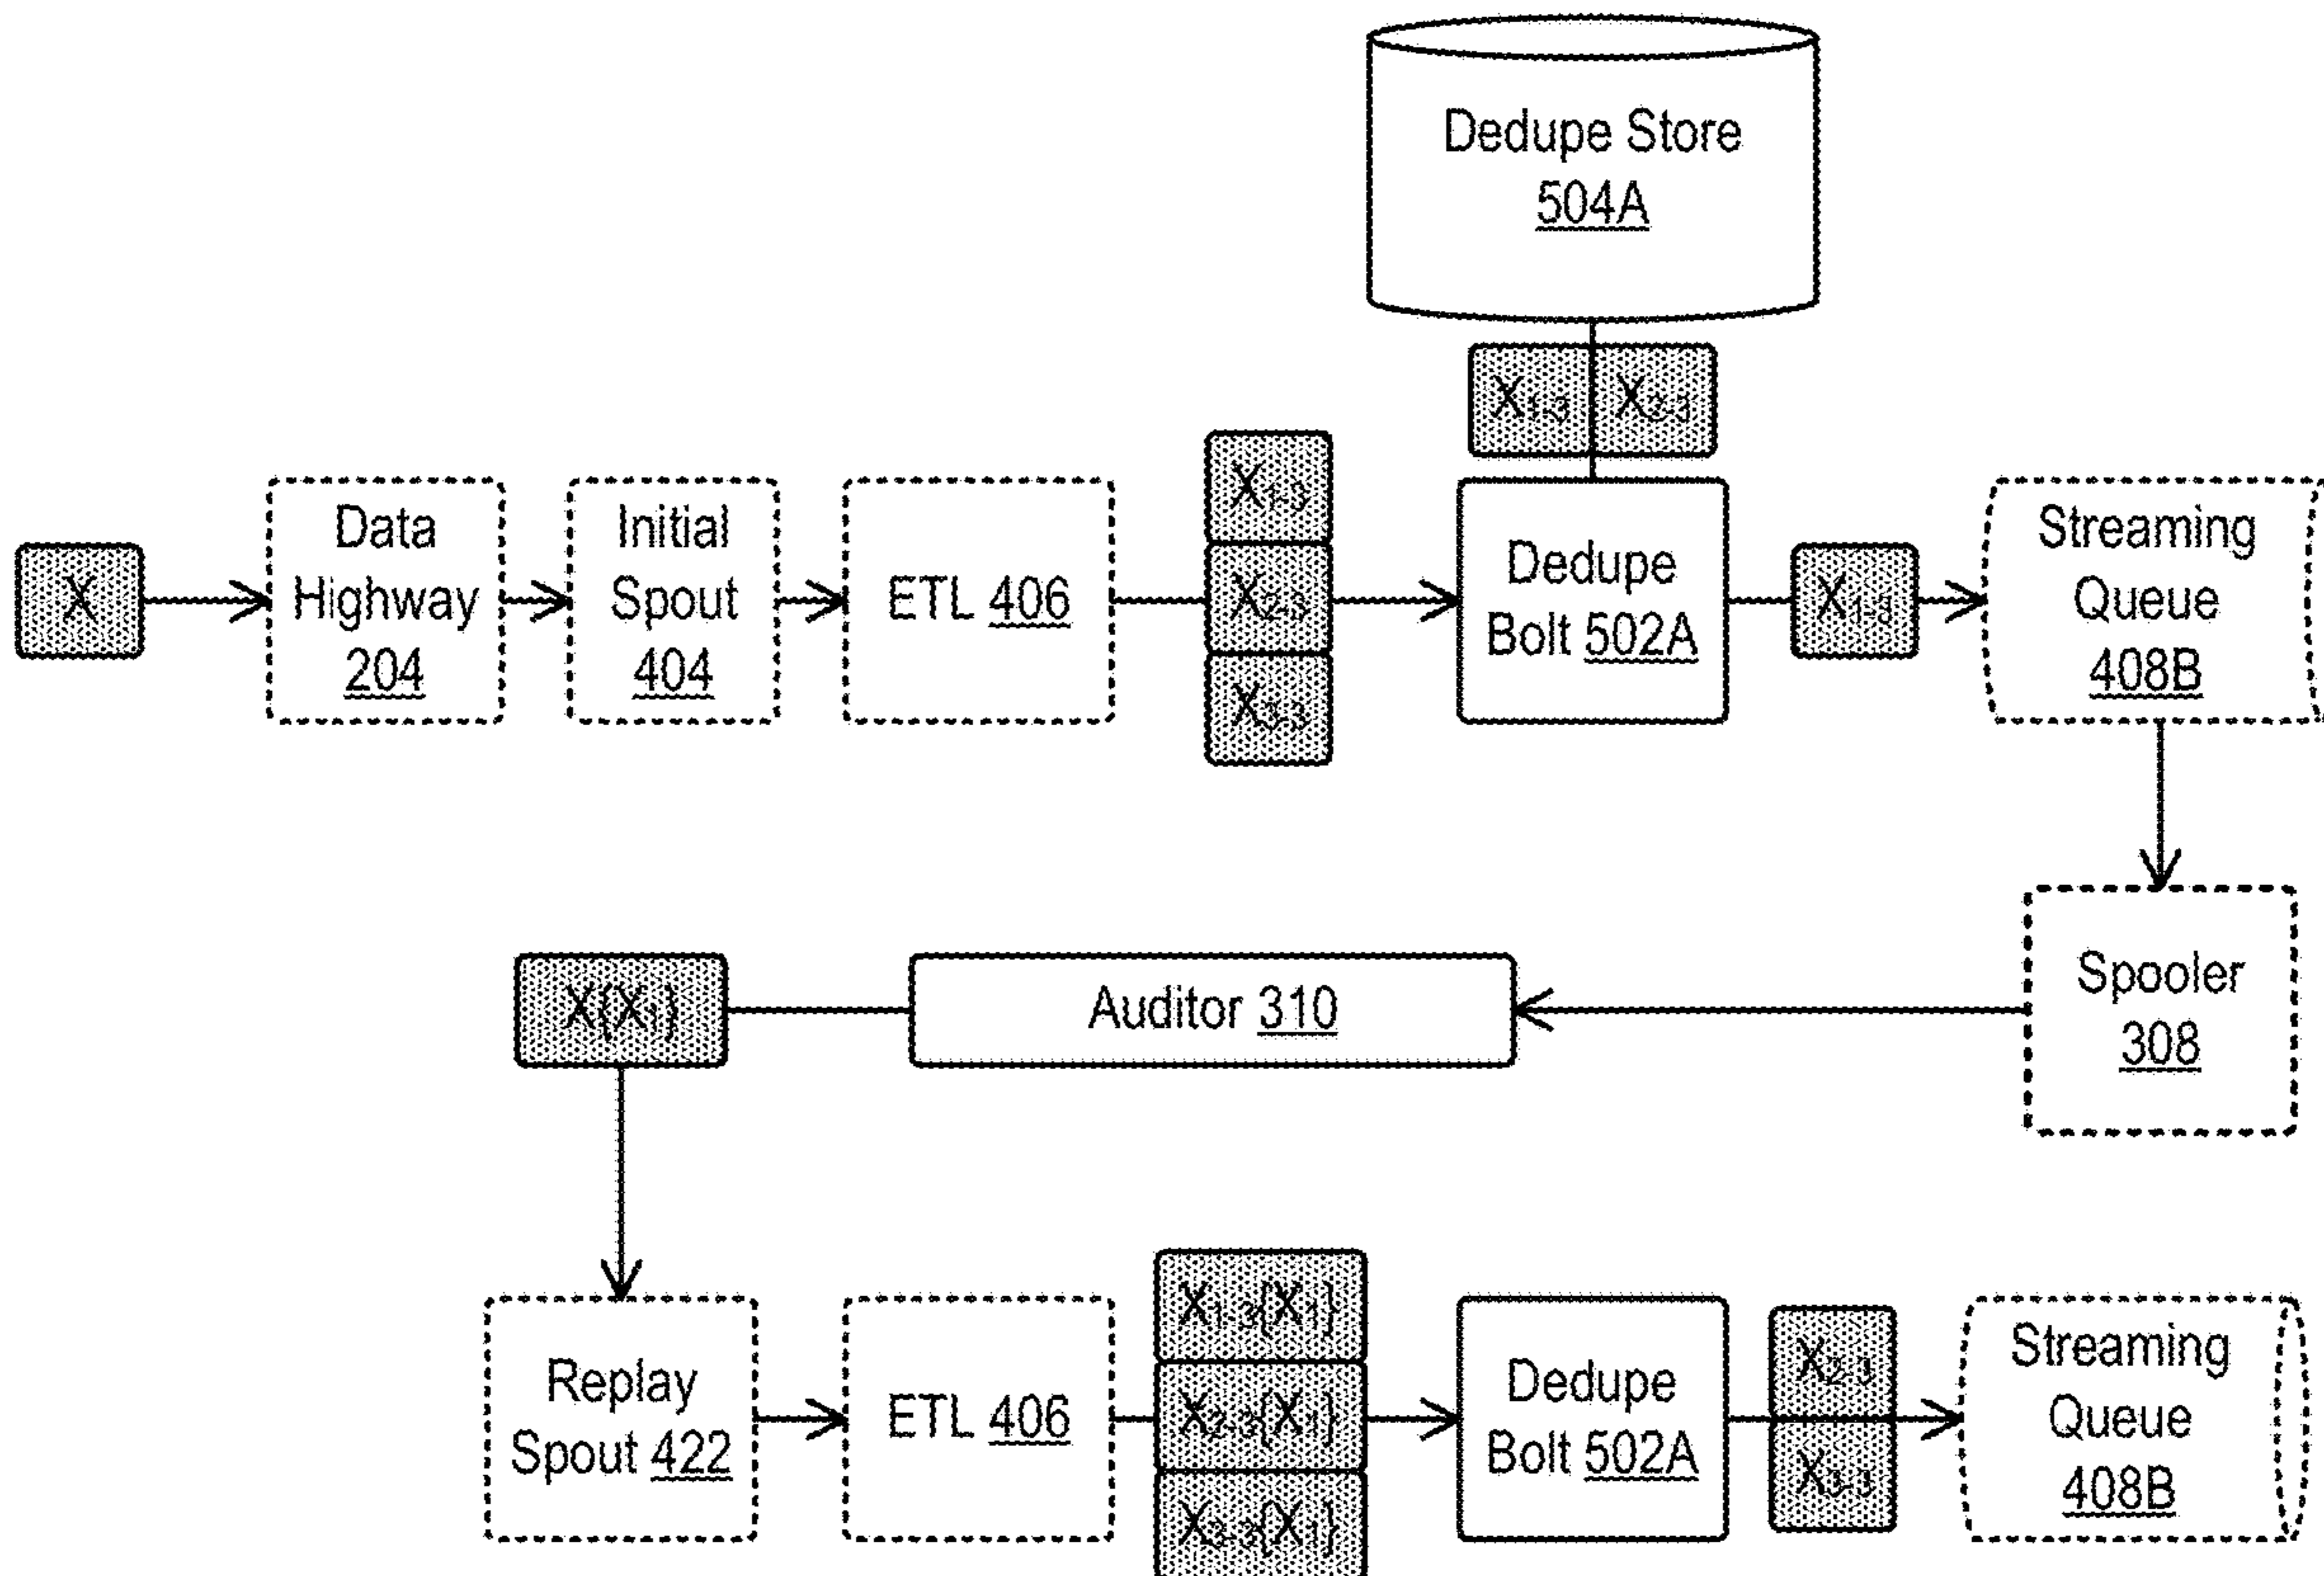 Dedupe Store
504A
X1-3 X2-3
X
Data
Highway
204
Initial
Spout
404
ETL 406
X1-3
X2-3
X3-3
Dedupe
Bolt 502A
X1-3
Streaming
Queue
408B
Spooler
308
Auditor 310
X{X1}
Replay
Spout 422
ETL 406
X1-3{X1}
X2-3{X1}
X3-3{X1}
Dedupe
Bolt 502A
X2-3
X3-3
Streaming
Queue
408B